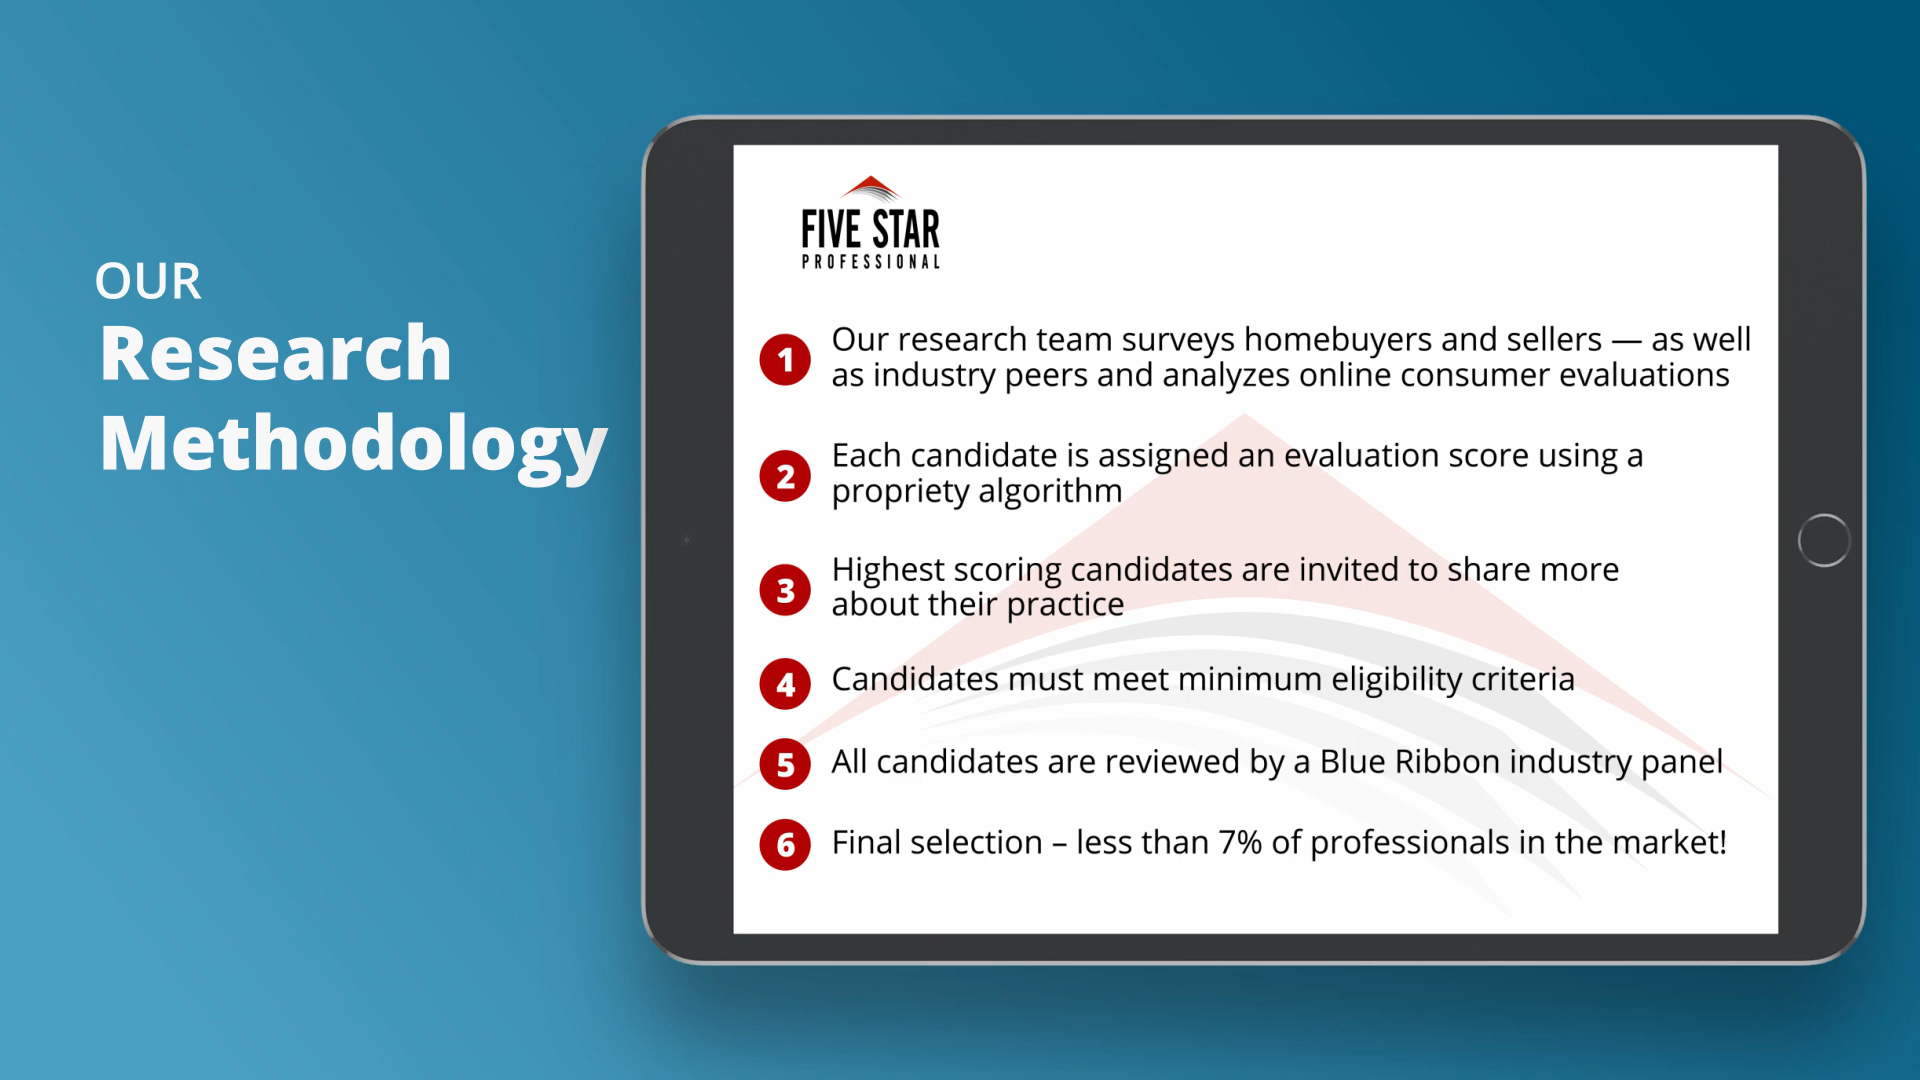 OUR
Research
Methodology
FIVE STAR
PROFESSIONAL
1 Our research team surveys homebuyers and sellers — as well
as industry peers and analyzes online consumer evaluations
2 Each candidate is assigned an evaluation score using a
propriety algorithm
3 Highest scoring candidates are invited to share more
about their practice
4 Candidates must meet minimum eligibility criteria
5 All candidates are reviewed by a Blue Ribbon industry panel
6 Final selection – less than 7% of professionals in the market!